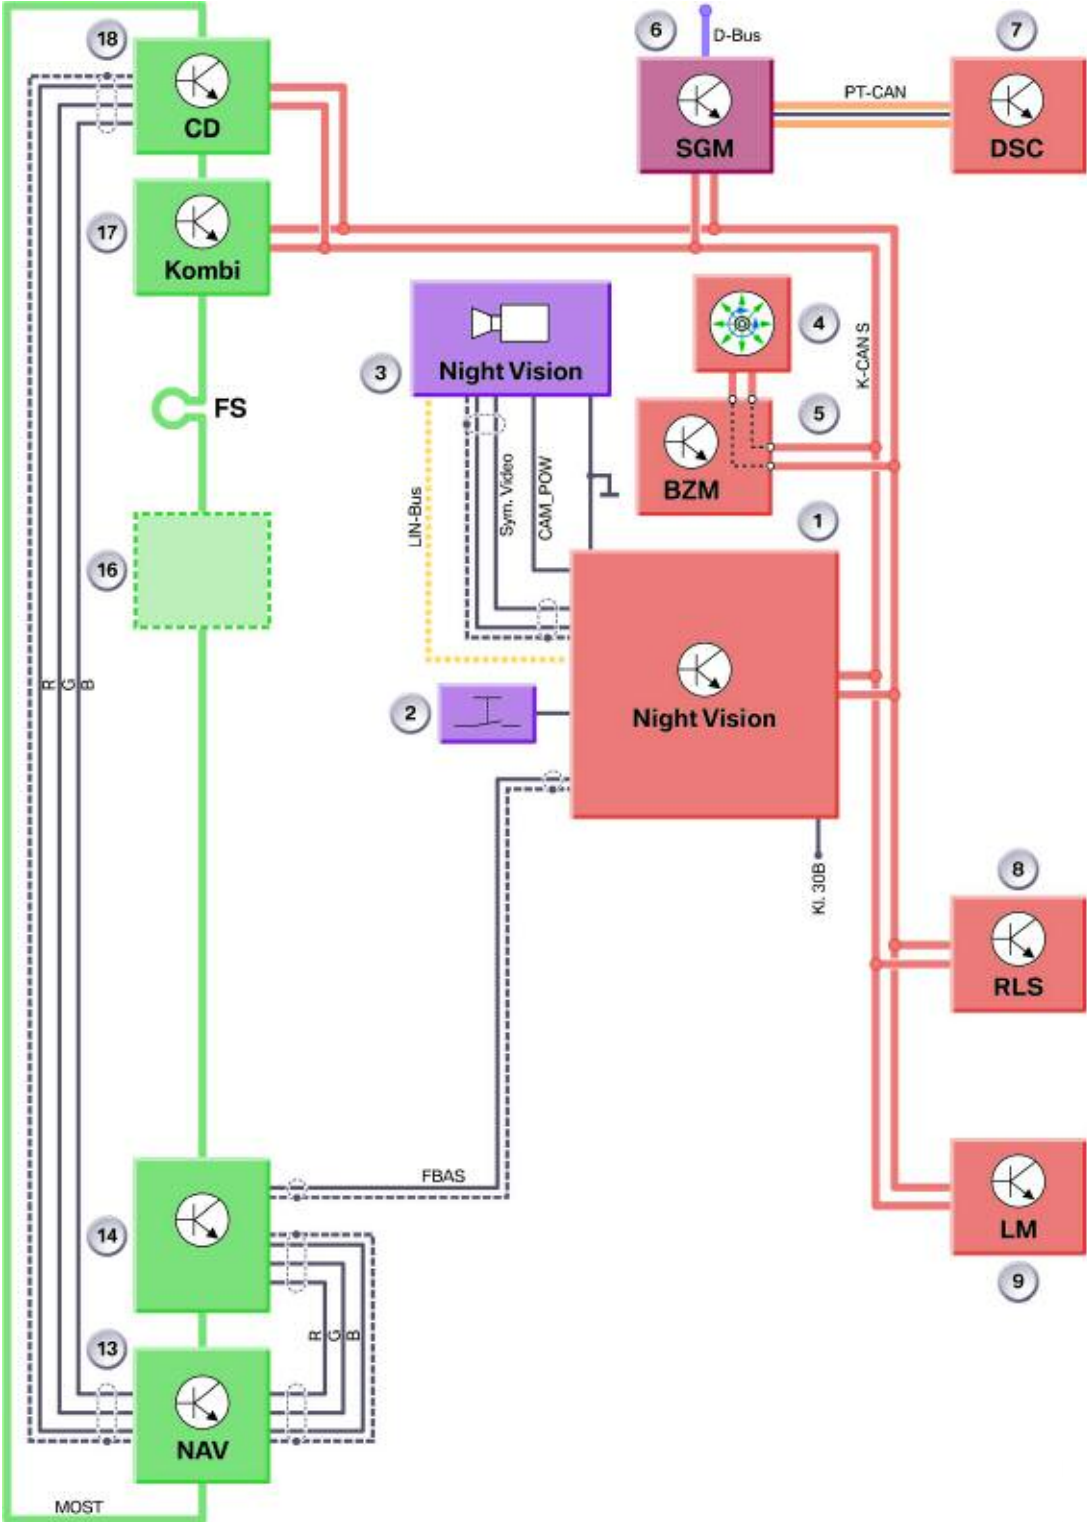 18
CD
6
D-Bus
7
SGM
PT-CAN
DSC
17
Kombi
3
Night Vision
4
K-CAN S
5
BZM
FS
LIN-Bus
Sym. Video
CAM_POW
1
16
Night Vision
2
R
G
B
Kl. 30B
8
RLS
FBAS
14
LM
9
R
G
B
13
NAV
MOST